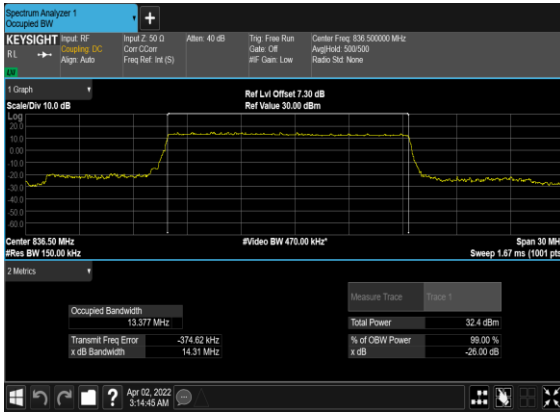 Spectrum Analyzer 1
Occupied BW
+
KEYSIGHT
RL
Input: RF
Coupling: DC
Align: Auto
Input Z: 50 Ω
Corr CCorr
Freq Ref: Int (S)
Atten: 40 dB
Trig: Free Run
Gate: Off
#IF Gain: Low
Center Freq: 836.500000 MHz
Avg|Hold: 500/500
Radio Std: None
1 Graph
Scale/Div 10.0 dB
Ref Lvl Offset 7.30 dB
Ref Value 30.00 dBm
Log
20.0
10.0
0.00
-10.0
-20.0
-30.0
-40.0
-50.0
-60.0
Center 836.50 MHz
#Res BW 150.00 kHz
#Video BW 470.00 kHz*
Span 30 MH
Sweep 1.67 ms (1001 pts
2 Metrics
Measure Trace
Trace 1
Occupied Bandwidth
13.377 MHz
Total Power
32.4 dBm
Transmit Freq Error
-374.62 kHz
% of OBW Power
99.00 %
x dB Bandwidth
14.31 MHz
x dB
-26.00 dB
?
Apr 02, 2022
3:14:45 AM